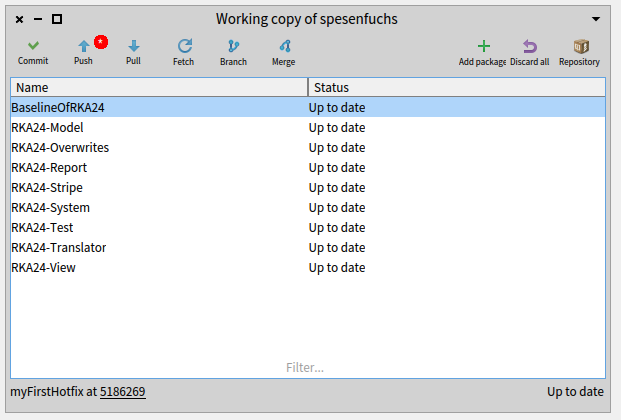 Working copy of spesenfuchs
Commit Push * Pull Fetch Branch Merge Add package Discard all Repository
Name Status
BaselineOfRKA24 Up to date
RKA24-Model Up to date
RKA24-Overwrites Up to date
RKA24-Report Up to date
RKA24-Stripe Up to date
RKA24-System Up to date
RKA24-Test Up to date
RKA24-Translator Up to date
RKA24-View Up to date
Filter...
myFirstHotfix at 5186269 Up to date